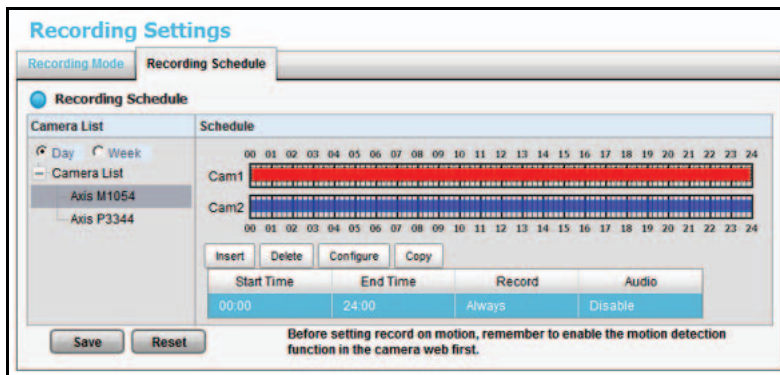 Recording Settings
Recording Mode Recording Schedule
Recording Schedule
Camera List Schedule
Day Week
Camera List
Axis M1054
Axis P3344
00 01 02 03 04 05 06 07 08 09 10 11 12 13 14 15 16 17 18 19 20 21 22 23 24
Cam1
Cam2
00 01 02 03 04 05 06 07 08 09 10 11 12 13 14 15 16 17 18 19 20 21 22 23 24
Insert Delete Configure Copy
Start Time End Time Record Audio
00:00 24:00 Always Disable
Save Reset
Before setting record on motion, remember to enable the motion detection
function in the camera web first.